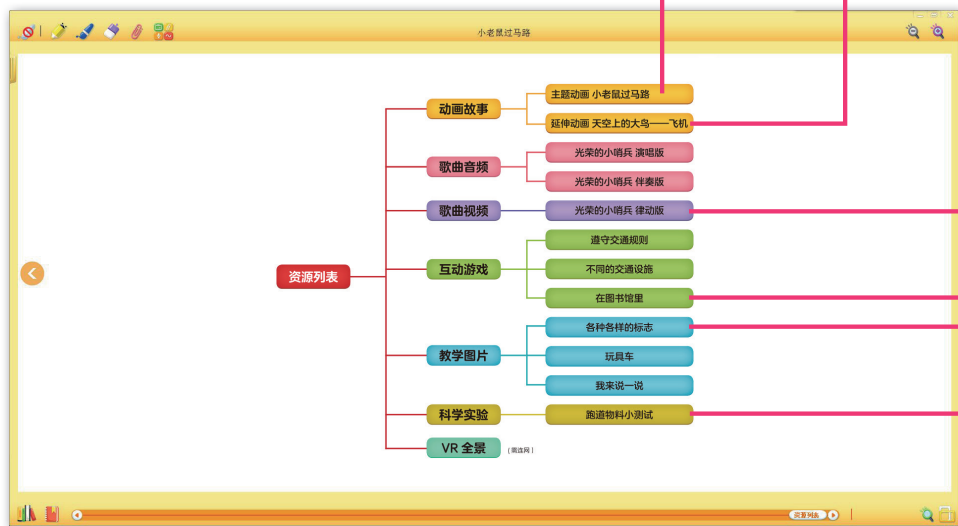 小老鼠过马路
资源列表
动画故事
主题动画 小老鼠过马路
延伸动画 天空上的大鸟——飞机
歌曲音频
光荣的小哨兵 演唱版
光荣的小哨兵 伴奏版
歌曲视频
光荣的小哨兵 律动版
互动游戏
遵守交通规则
不同的交通设施
在图书馆里
教学图片
各种各样的标志
玩具车
我来说一说
科学实验
跑道物料小测试
VR 全景
（需连网）
资源列表